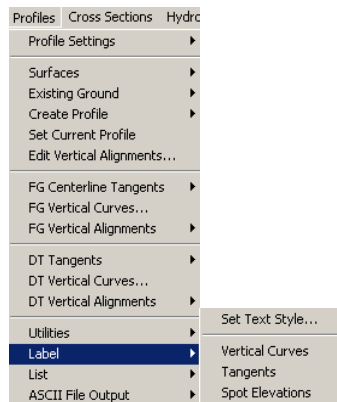 Profiles Cross Sections Hydro
Profile Settings
Surfaces
Existing Ground
Create Profile
Set Current Profile
Edit Vertical Alignments...
FG Centerline Tangents
FG Vertical Curves...
FG Vertical Alignments
DT Tangents
DT Vertical Curves...
DT Vertical Alignments
Utilities
Label
List
ASCII File Output
Set Text Style...
Vertical Curves
Tangents
Spot Elevations